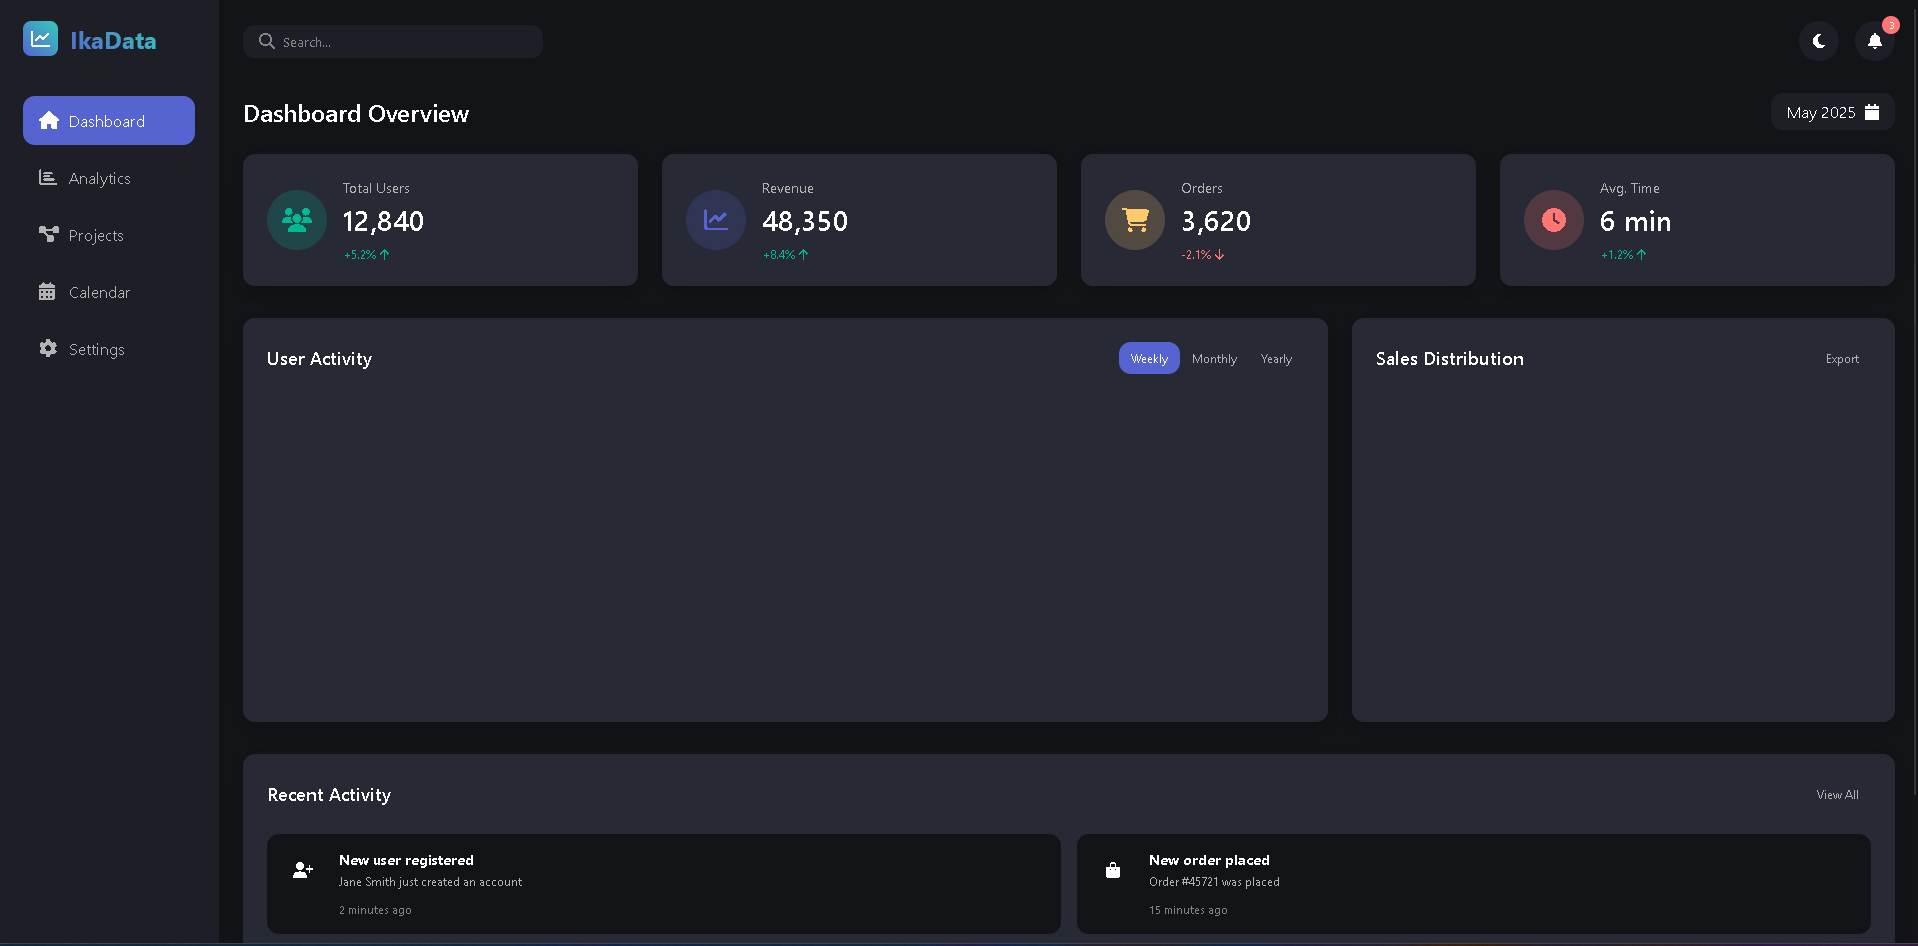 IkaData
Search...
3
Dashboard
Analytics
Projects
Calendar
Settings
Dashboard Overview
May 2025
Total Users
12,840
+5.2%
Revenue
48,350
+8.4%
Orders
3,620
-2.1%
Avg. Time
6 min
+1.2%
User Activity
Weekly
Monthly
Yearly
Sales Distribution
Export
Recent Activity
View All
New user registered
Jane Smith just created an account
2 minutes ago
New order placed
Order #45721 was placed
15 minutes ago